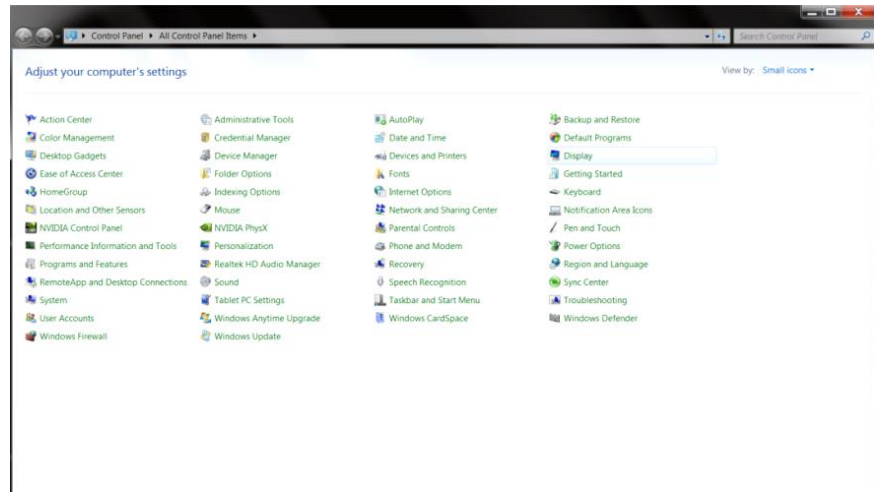 Control Panel All Control Panel Items
Search Control Panel
Adjust your computer's settings
View by: Small icons
Action Center Administrative Tools AutoPlay Backup and Restore
Color Management Credential Manager Date and Time Default Programs
Desktop Gadgets Device Manager Devices and Printers Display
Ease of Access Center Folder Options Fonts Getting Started
HomeGroup Indexing Options Internet Options Keyboard
Location and Other Sensors Mouse Network and Sharing Center Notification Area Icons
NVIDIA Control Panel NVIDIA PhysX Parental Controls Pen and Touch
Performance Information and Tools Personalization Phone and Modem Power Options
Programs and Features Realtek HD Audio Manager Recovery Region and Language
RemoteApp and Desktop Connections Sound Speech Recognition Sync Center
System Tablet PC Settings Taskbar and Start Menu Troubleshooting
User Accounts Windows Anytime Upgrade Windows CardSpace Windows Defender
Windows Firewall Windows Update